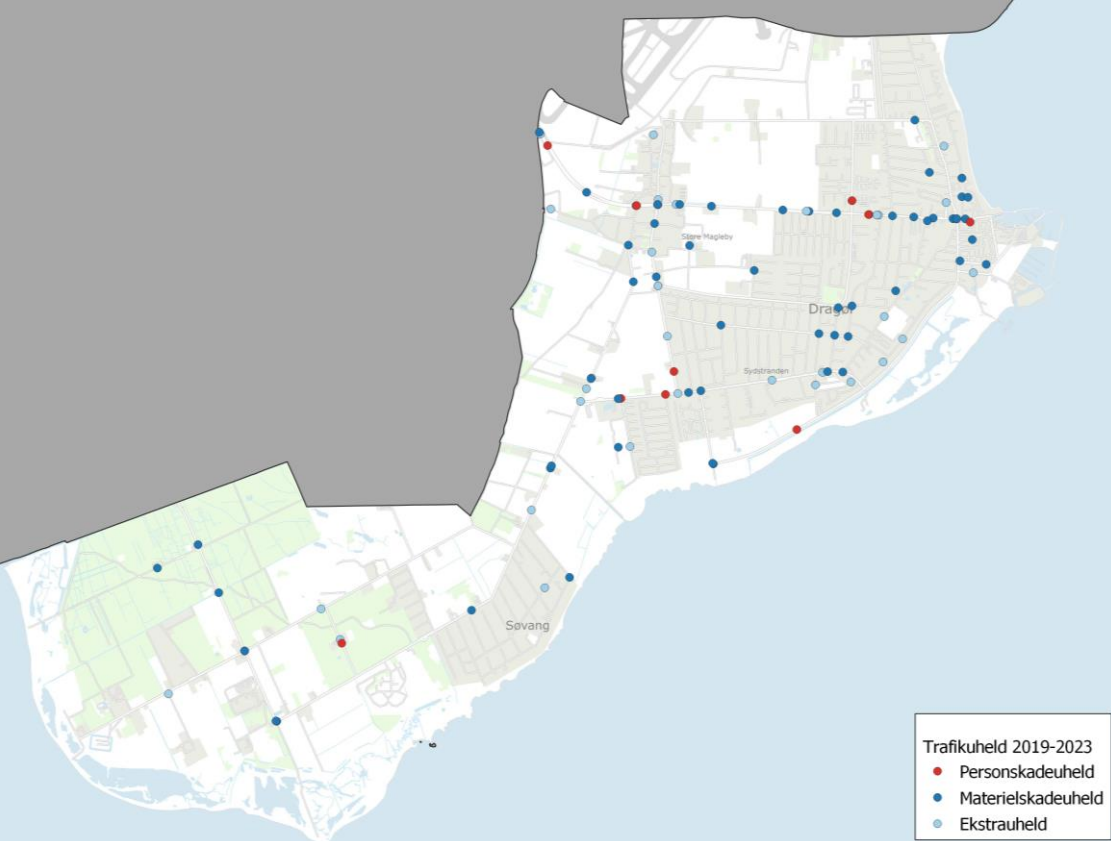 Store Magleby
Dragør
Sydstranden
Søvang
Trafikuheld 2019-2023
Personskadeuheld
Materielskadeuheld
Ekstrauheld